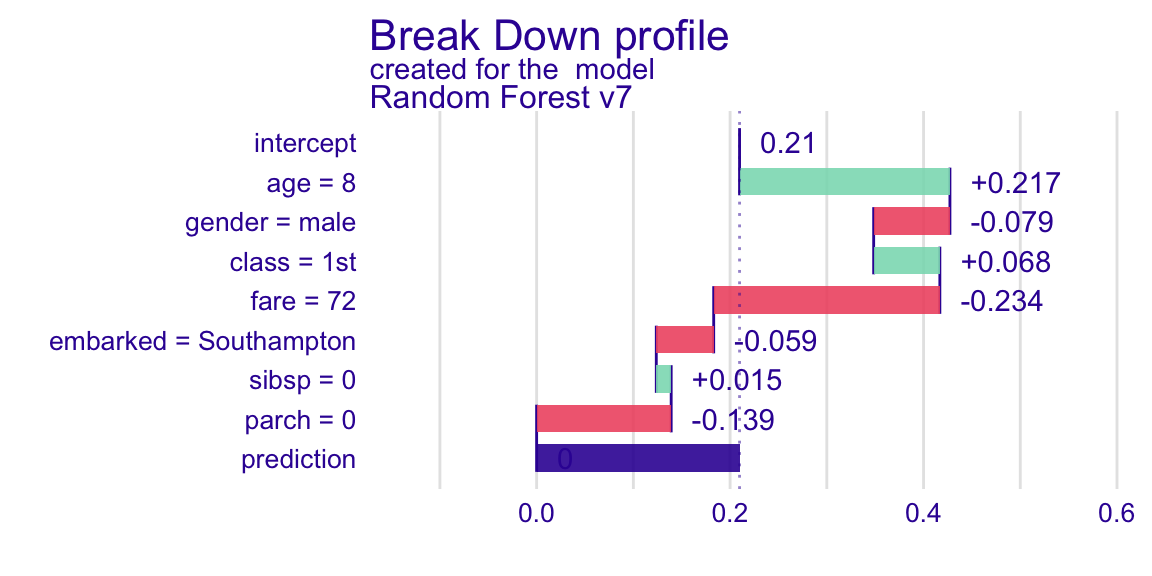 Break Down profile
created for the  model
Random Forest v7
intercept 0.21
age = 8 +0.217
gender = male -0.079
class = 1st +0.068
fare = 72 -0.234
embarked = Southampton -0.059
sibsp = 0 +0.015
parch = 0 -0.139
prediction 0
0.0 0.2 0.4 0.6